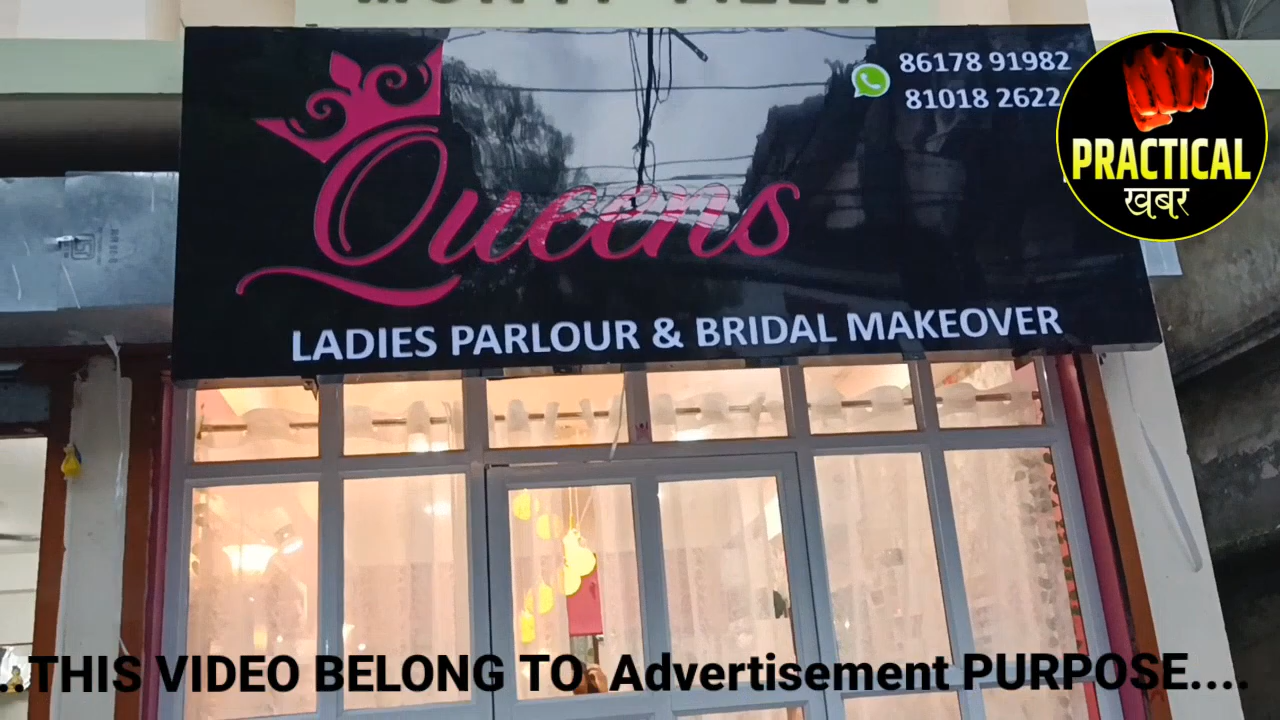 86178 91982
81018 2622
PRACTICAL
खबर
Queens
LADIES PARLOUR & BRIDAL MAKEOVER
..THIS VIDEO BELONG TO Advertisement PURPOSE....